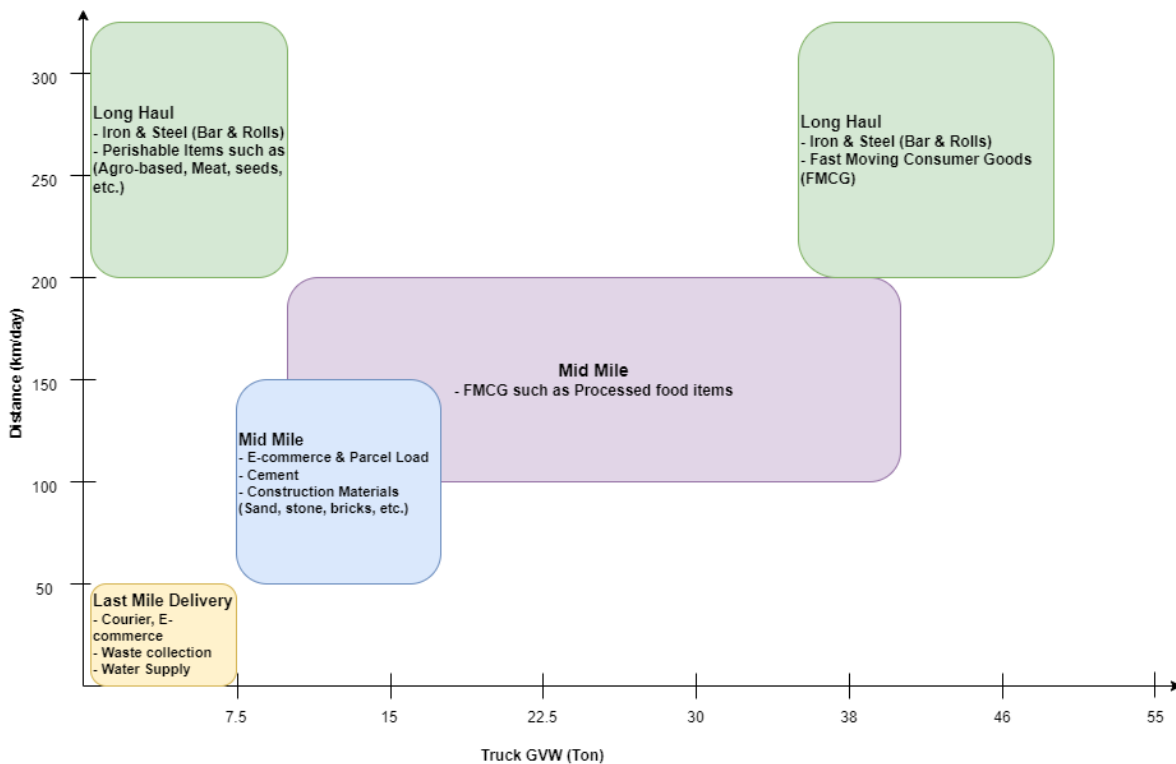 300
250
200
150
100
50
Distance (km/day)
Long Haul
- Iron & Steel (Bar & Rolls)
- Perishable Items such as
(Agro-based, Meat, seeds,
etc.)
Long Haul
- Iron & Steel (Bar & Rolls)
- Fast Moving Consumer Goods
(FMCG)
Mid Mile
- FMCG such as Processed food items
Mid Mile
- E-commerce & Parcel Load
- Cement
- Construction Materials
(Sand, stone, bricks, etc.)
Last Mile Delivery
- Courier, E-
commerce
- Waste collection
- Water Supply
7.5 15 22.5 30 38 46 55
Truck GVW (Ton)